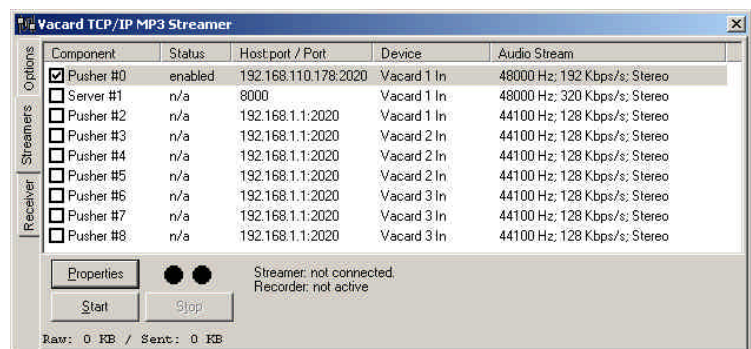 Vacard TCP/IP MP3 Streamer
Options
Streamers
Receiver
Component Status Host:port / Port Device Audio Stream
Pusher #0 enabled 192.168.110.178:2020 Vacard 1 In 48000 Hz; 192 Kbps/s; Stereo
Server #1 n/a 8000 Vacard 1 In 48000 Hz; 320 Kbps/s; Stereo
Pusher #2 n/a 192.168.1.1:2020 Vacard 1 In 44100 Hz; 128 Kbps/s; Stereo
Pusher #3 n/a 192.168.1.1:2020 Vacard 2 In 44100 Hz; 128 Kbps/s; Stereo
Pusher #4 n/a 192.168.1.1:2020 Vacard 2 In 44100 Hz; 128 Kbps/s; Stereo
Pusher #5 n/a 192.168.1.1:2020 Vacard 2 In 44100 Hz; 128 Kbps/s; Stereo
Pusher #6 n/a 192.168.1.1:2020 Vacard 3 In 44100 Hz; 128 Kbps/s; Stereo
Pusher #7 n/a 192.168.1.1:2020 Vacard 3 In 44100 Hz; 128 Kbps/s; Stereo
Pusher #8 n/a 192.168.1.1:2020 Vacard 3 In 44100 Hz; 128 Kbps/s; Stereo
Properties
Streamer: not connected.
Recorder: not active
Start Stop
Raw: 0 KB / Sent: 0 KB